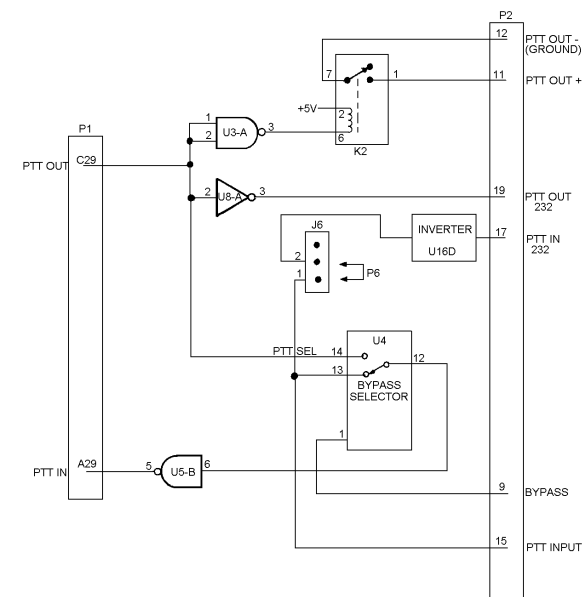 P2
12
PTT OUT -
(GROUND)
7
1
11
PTT OUT +
+5V
2
6
K2
1
2
U3-A
3
P1
C29
PTT OUT
2
U8-A
3
19
PTT OUT
232
J6
INVERTER
U16D
17
PTT IN
232
2
1
P6
U4
PTT SEL
14
12
13
BYPASS
SELECTOR
1
A29
PTT IN
5
U5-B
6
9
BYPASS
15
PTT INPUT